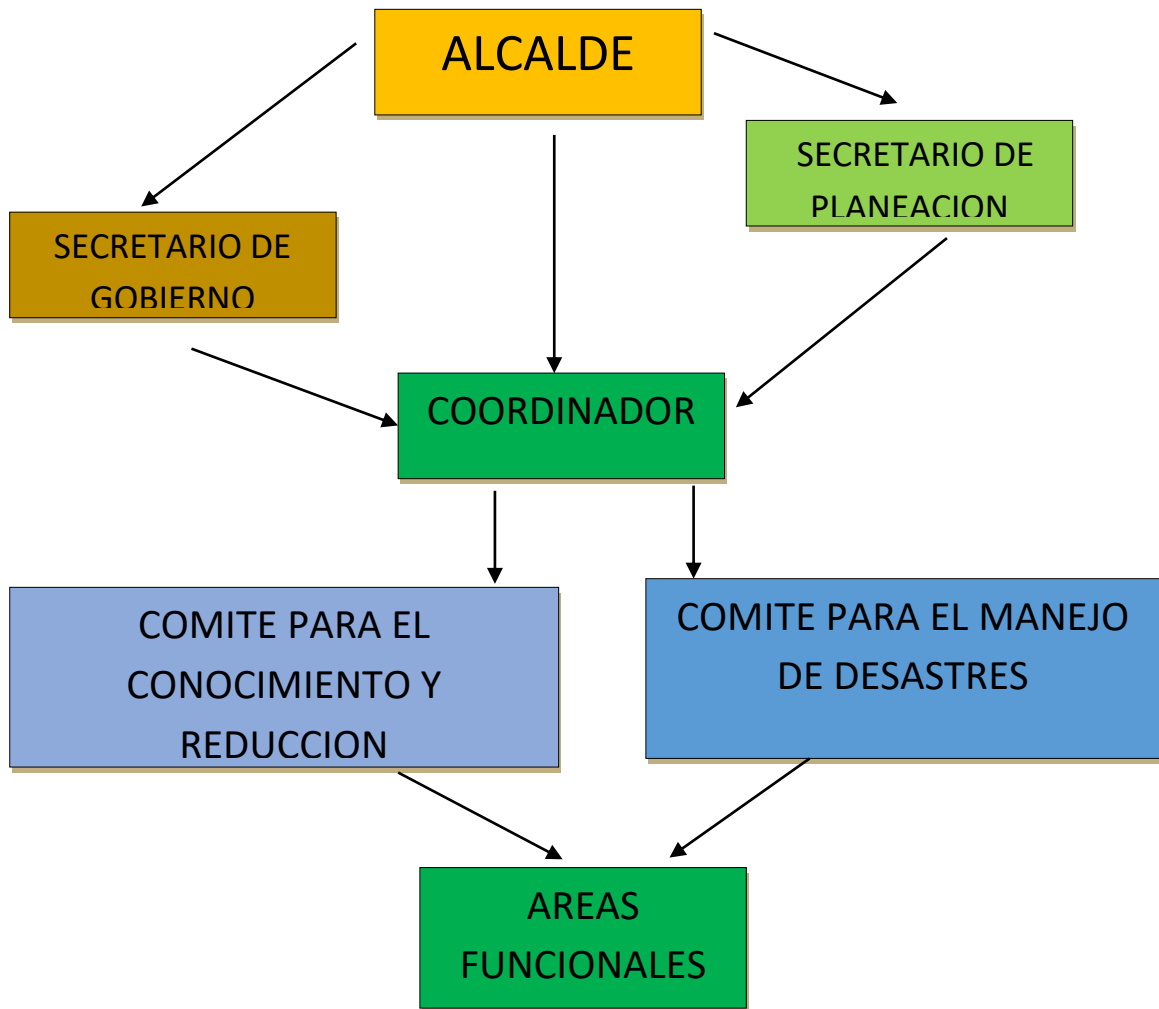 ALCALDE
SECRETARIO DE
PLANEACION
SECRETARIO DE
GOBIERNO
COORDINADOR
COMITE PARA EL
CONOCIMIENTO Y
REDUCCION
COMITE PARA EL MANEJO
DE DESASTRES
AREAS
FUNCIONALES